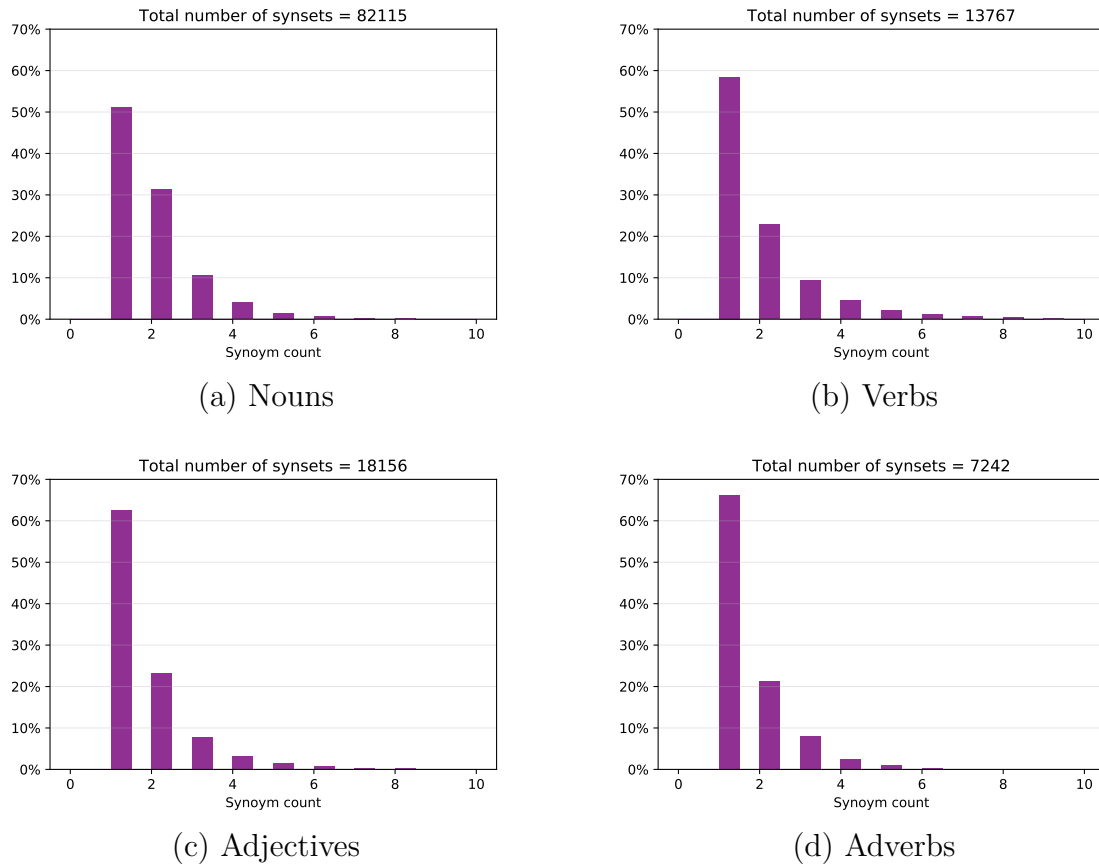 Total number of synsets = 82115
70%
60%
50%
40%
30%
20%
10%
0%
0 2 4 6 8 10
Synoym count
(a) Nouns
Total number of synsets = 13767
70%
60%
50%
40%
30%
20%
10%
0%
0 2 4 6 8 10
Synoym count
(b) Verbs
Total number of synsets = 18156
70%
60%
50%
40%
30%
20%
10%
0%
0 2 4 6 8 10
Synoym count
(c) Adjectives
Total number of synsets = 7242
70%
60%
50%
40%
30%
20%
10%
0%
0 2 4 6 8 10
Synoym count
(d) Adverbs